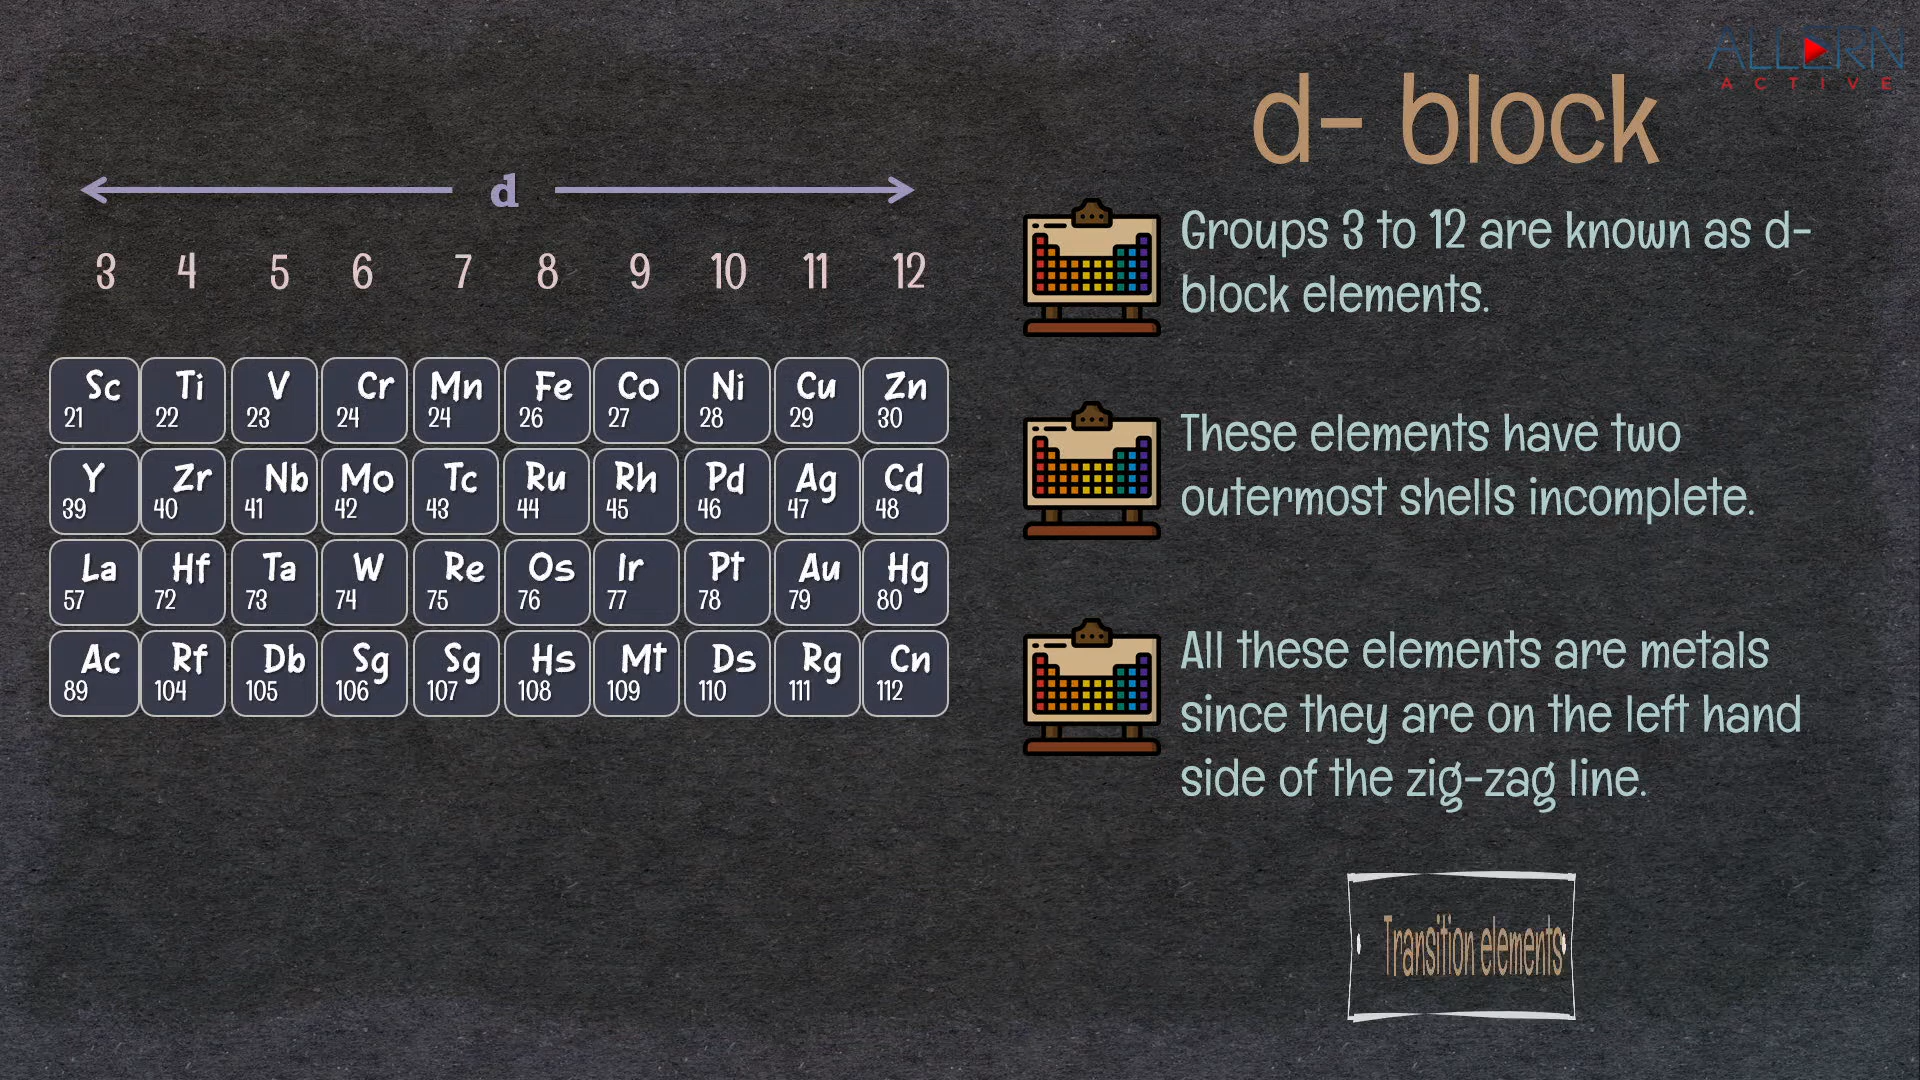 ALLERN
ACTIVE
d- block
d
3 4 5 6 7 8 9 10 11 12
Sc Ti V Cr Mn Fe Co Ni Cu Zn
21 22 23 24 24 26 27 28 29 30
Y Zr Nb Mo Tc Ru Rh Pd Ag Cd
39 40 41 42 43 44 45 46 47 48
La Hf Ta W Re Os Ir Pt Au Hg
57 72 73 74 75 76 77 78 79 80
Ac Rf Db Sg Sg Hs Mt Ds Rg Cn
89 104 105 106 107 108 109 110 111 112
Groups 3 to 12 are known as d-
block elements.
These elements have two
outermost shells incomplete.
All these elements are metals
since they are on the left hand
side of the zig-zag line.
Transition elements